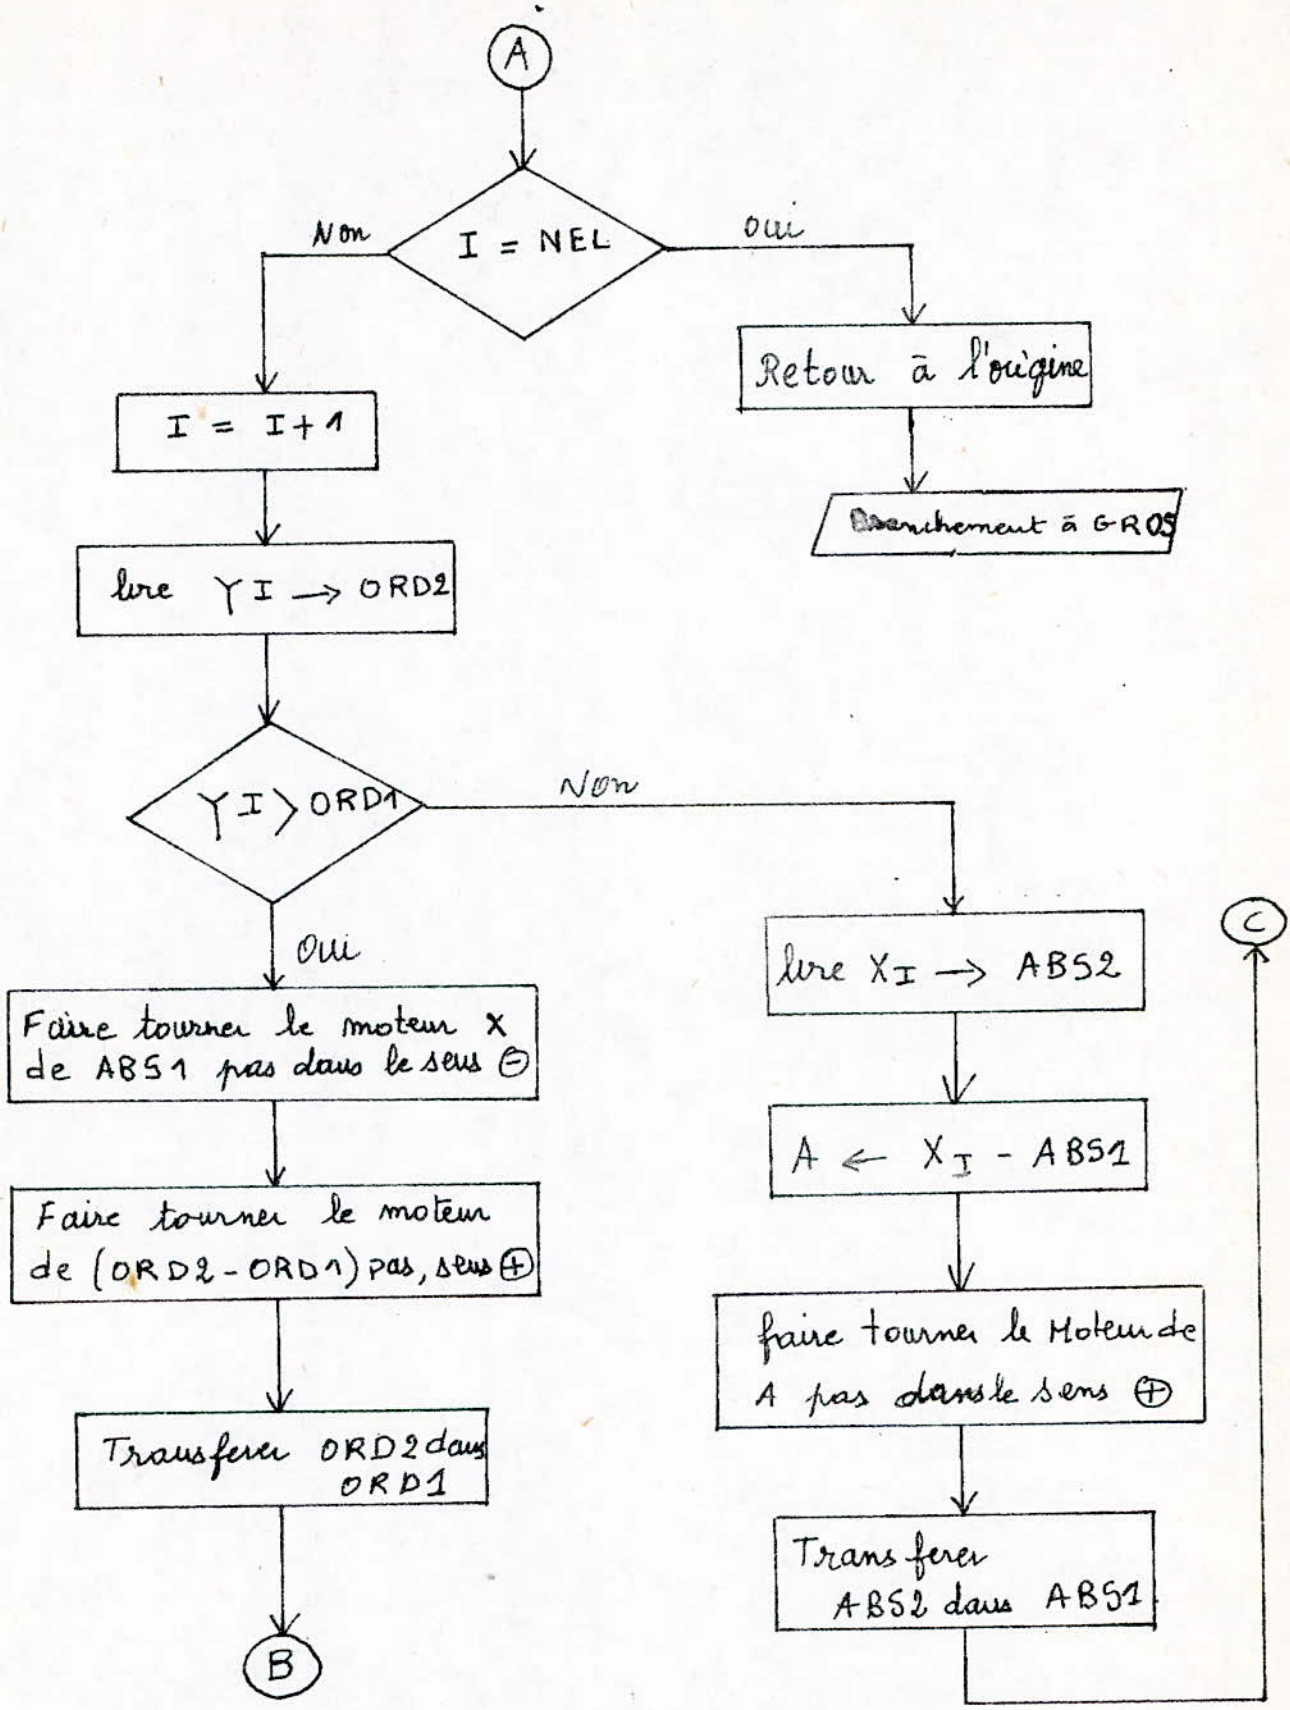 A
I = NEL
Non
oui
Retour à l'origine
Branchement à GROS
I = I+1
lire YI → ORD2
YI > ORD1
Non
Oui
Faire tourner le moteur X
de ABS1 pas dans le sens ⊖
Faire tourner le moteur
de (ORD2-ORD1) pas, sens ⊕
Transferer ORD2 dans
ORD1
B
lire XI → ABS2
A ← XI - ABS1
faire tourner le Moteur de
A pas dans le sens ⊕
Transferer
ABS2 dans ABS1
C